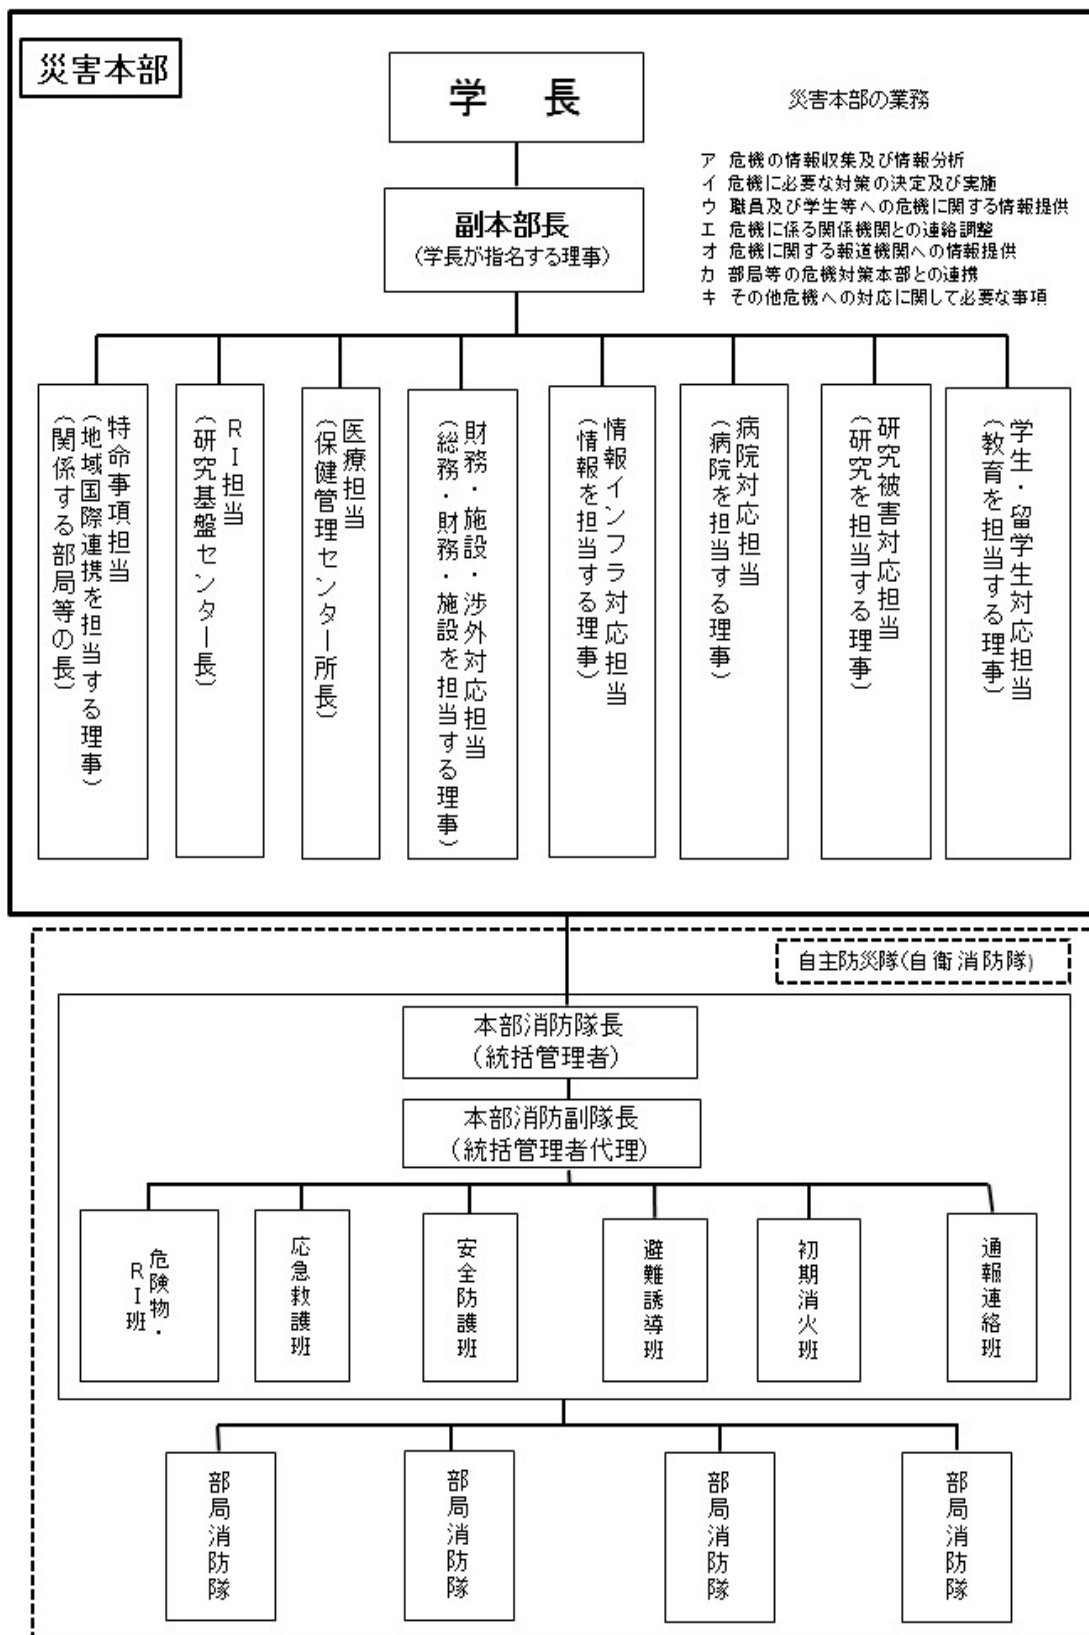 災害本部
学 長
災害本部の業務
ア 危機の情報収集及び情報分析
イ 危機に必要な対策の決定及び実施
ウ 職員及び学生等への危機に関する情報提供
エ 危機に係る関係機関との連絡調整
オ 危機に関する報道機関への情報提供
カ 部局等の危機対策本部との連携
キ その他危機への対応に関して必要な事項
副本部長
(学長が指名する理事)
特命事項担当
(地域国際連携を担当する理事)
(関係する部局等の長)
RI担当
(研究基盤センター長)
医療担当
(保健管理センター所長)
財務・施設・渉外対応担当
(総務・財務・施設を担当する理事)
情報インフラ対応担当
(情報を担当する理事)
病院対応担当
(病院を担当する理事)
研究被害対応担当
(研究を担当する理事)
学生・留学生対応担当
(教育を担当する理事)
自主防災隊(自衛消防隊)
本部消防隊長
(統括管理者)
本部消防副隊長
(統括管理者代理)
危険物・
RI班
応急救護班
安全防護班
避難誘導班
初期消火班
通報連絡班
部局消防隊
部局消防隊
部局消防隊
部局消防隊